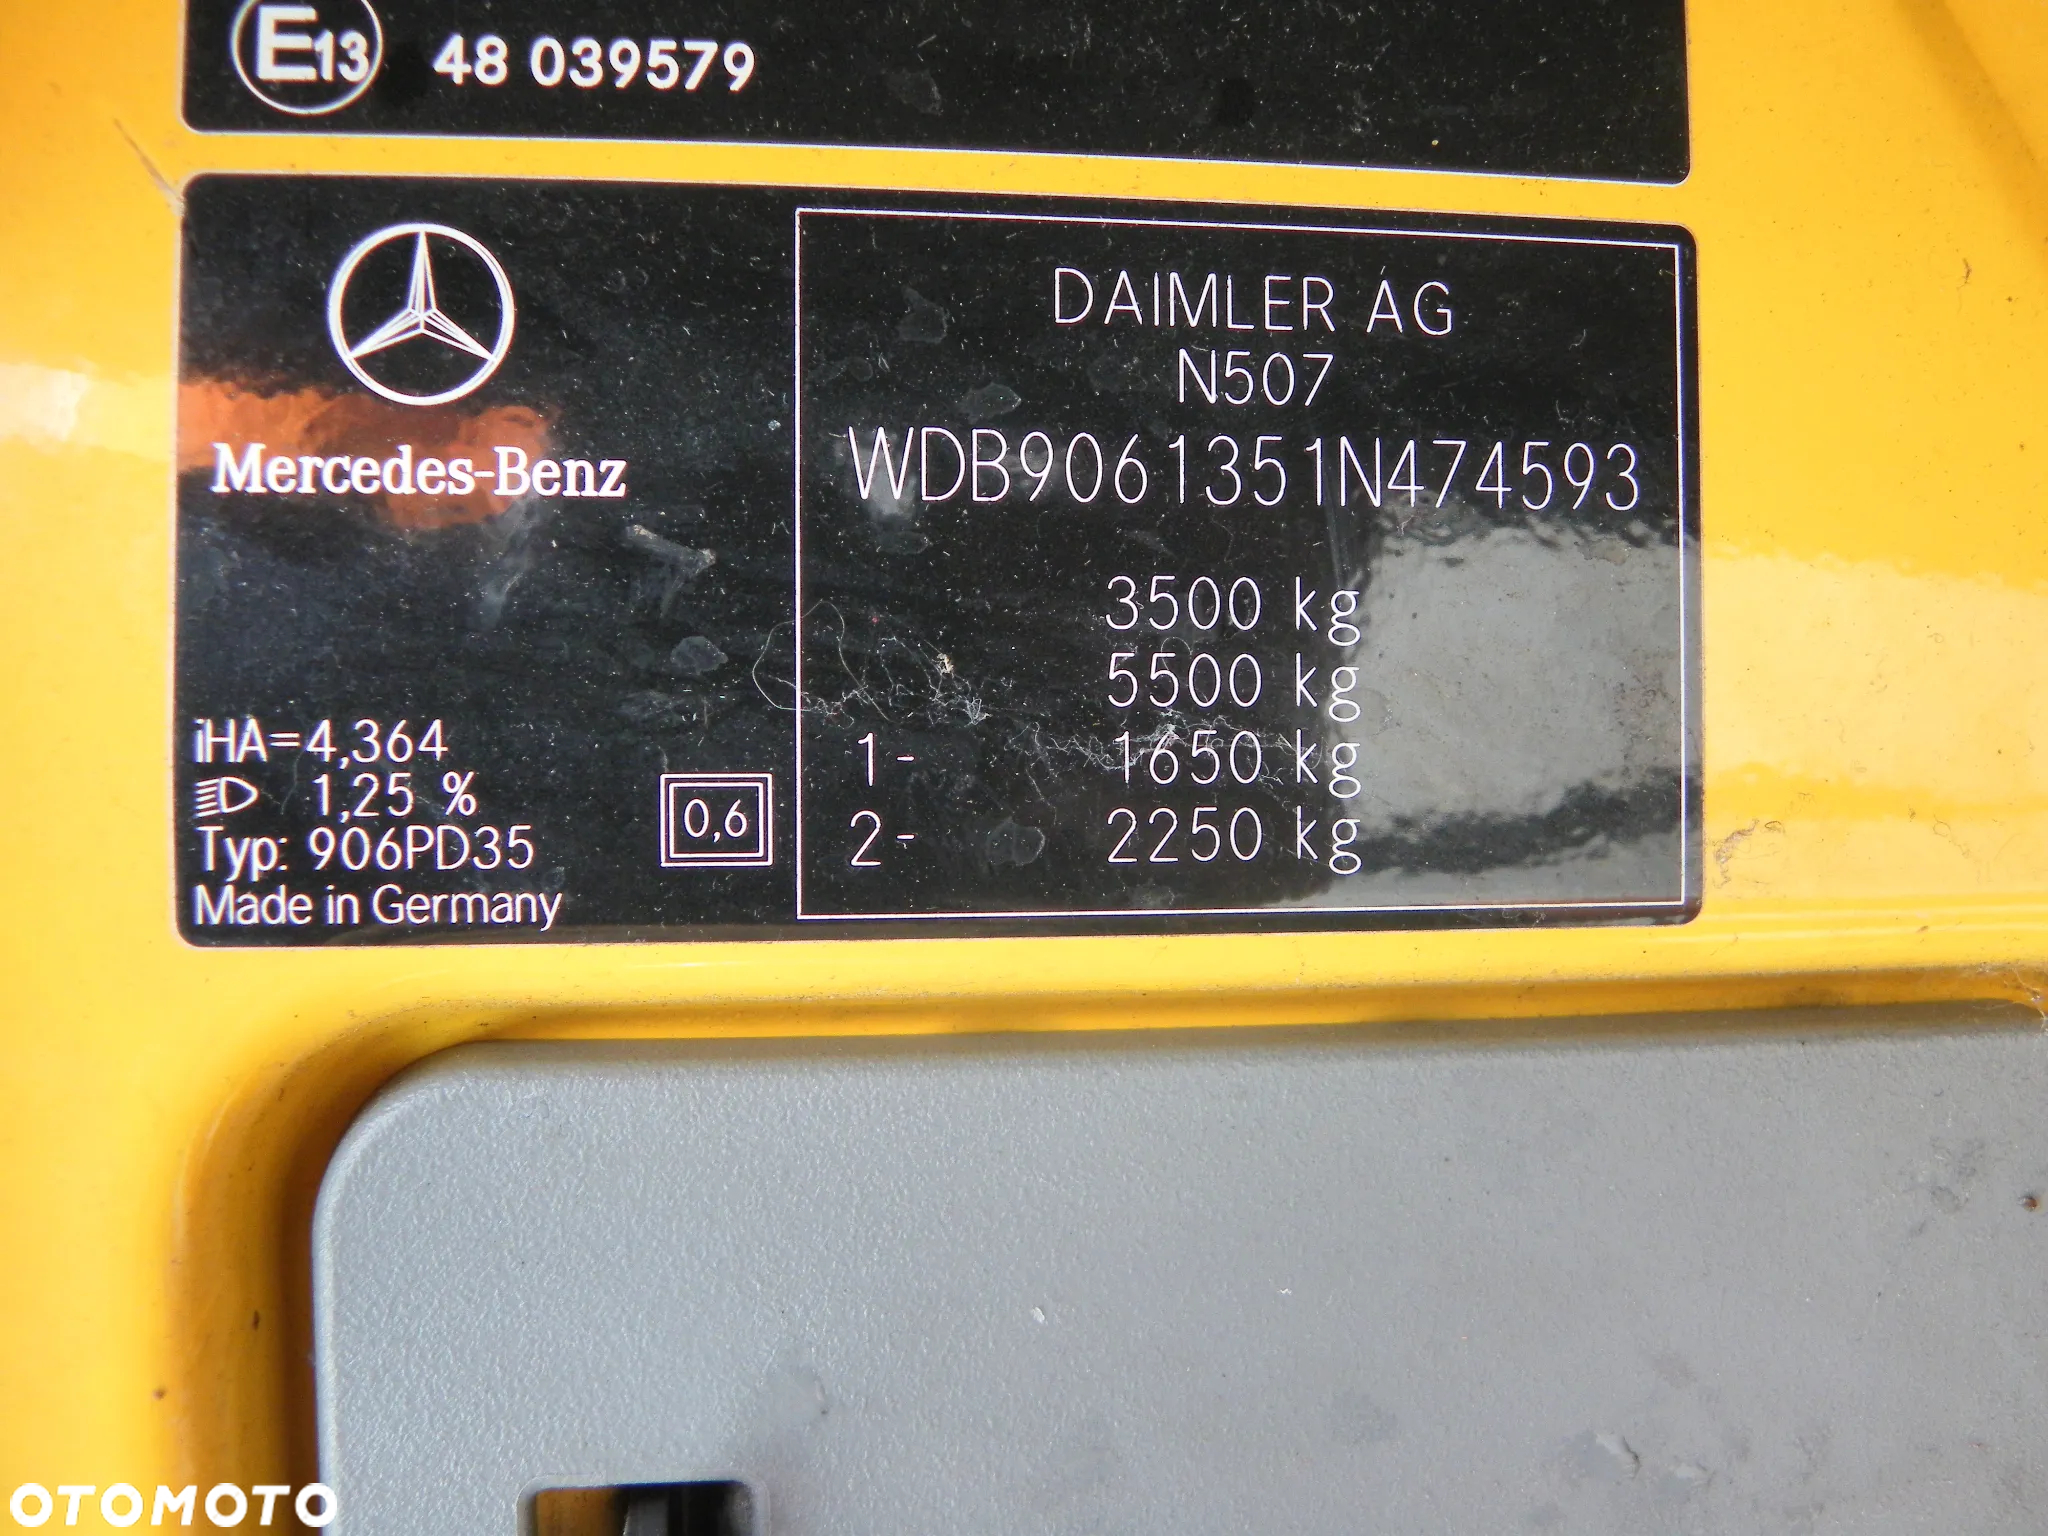 E13 48 039579
Mercedes-Benz
iHA=4,364
1,25 %
Typ: 906PD35
Made in Germany
0,6
DAIMLER AG
N507
WDB9061351N474593
3500 kg
5500 kg
1- 1650 kg
2- 2250 kg
OTOMOTO